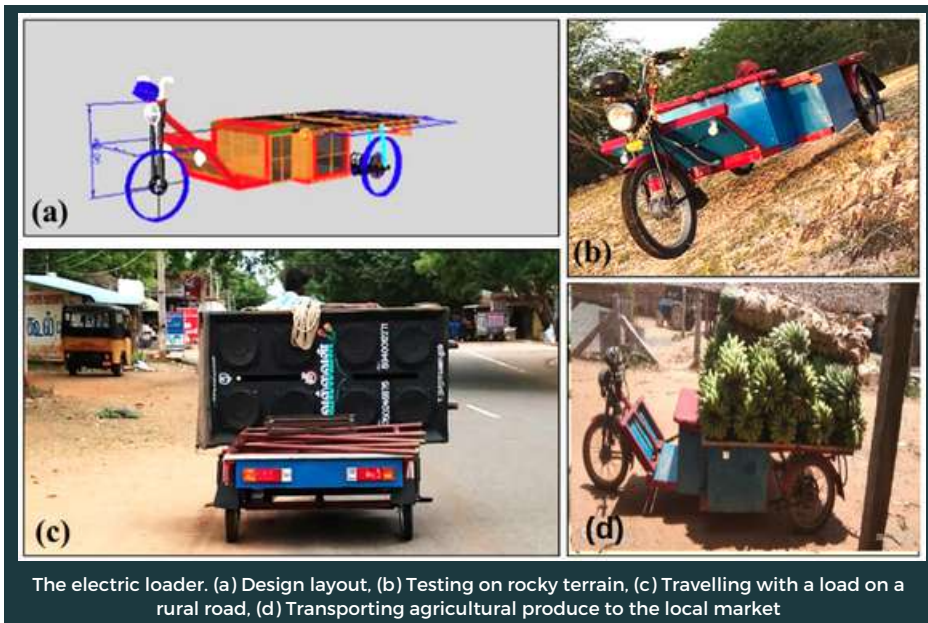 (a)
(b)
(c)
(d)
The electric loader. (a) Design layout, (b) Testing on rocky terrain, (c) Travelling with a load on a
rural road, (d) Transporting agricultural produce to the local market